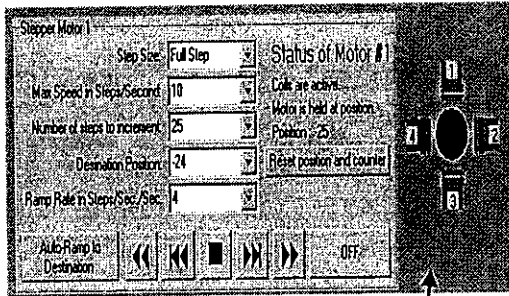 Stepper Motor 1
Step Size: Full Step
Status of Motor #1
Max Speed in Steps/Second: 10
Coils are active...
Motor is held at position.
Number of steps to increment: 25
Position = 25
Destination Position: -24
Reset position and counter
Ramp Rate in Steps/Sec./Sec. 4
Auto-Ramp to
Destination
OFF
1
4
2
3